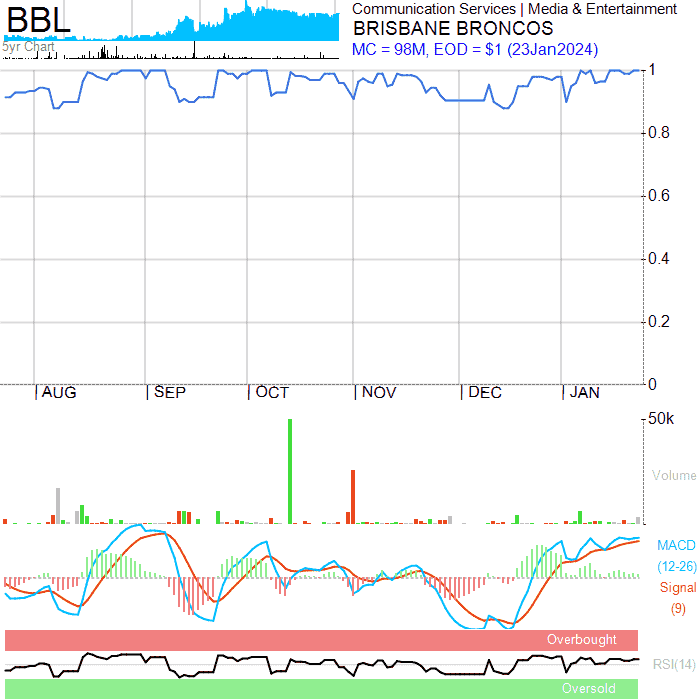 BBL
5yr Chart
Communication Services | Media & Entertainment
BRISBANE BRONCOS
MC = 98M, EOD = $1 (23Jan2024)
1
0.8
0.6
0.4
0.2
0
AUG SEP OCT NOV DEC JAN
50k
Volume
MACD
(12-26)
Signal
(9)
Overbought
RSI(14)
Oversold